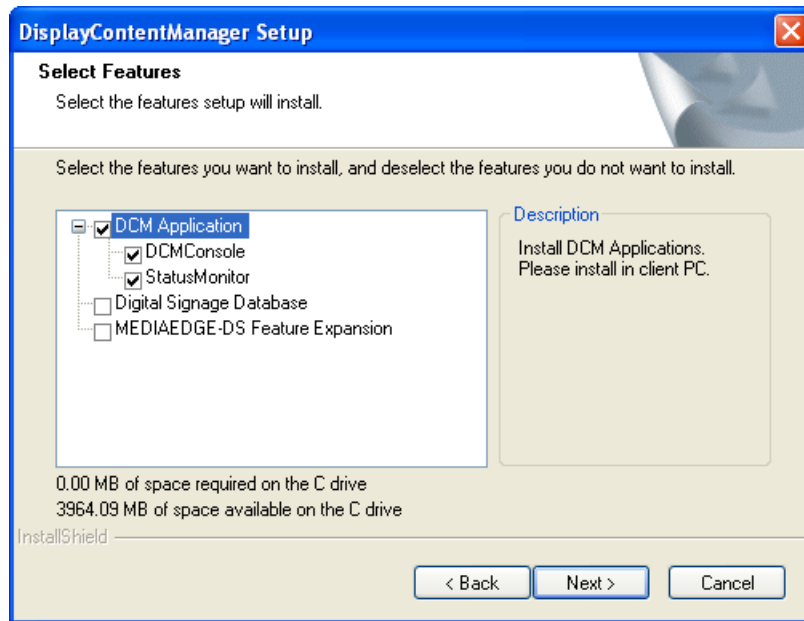 DisplayContentManager Setup
Select Features
Select the features setup will install.
Select the features you want to install, and deselect the features you do not want to install.
DCM Application
DCMConsole
StatusMonitor
Digital Signage Database
MEDIAEDGE-DS Feature Expansion
Description
Install DCM Applications.
Please install in client PC.
0.00 MB of space required on the C drive
3964.09 MB of space available on the C drive
InstallShield
< Back
Next >
Cancel